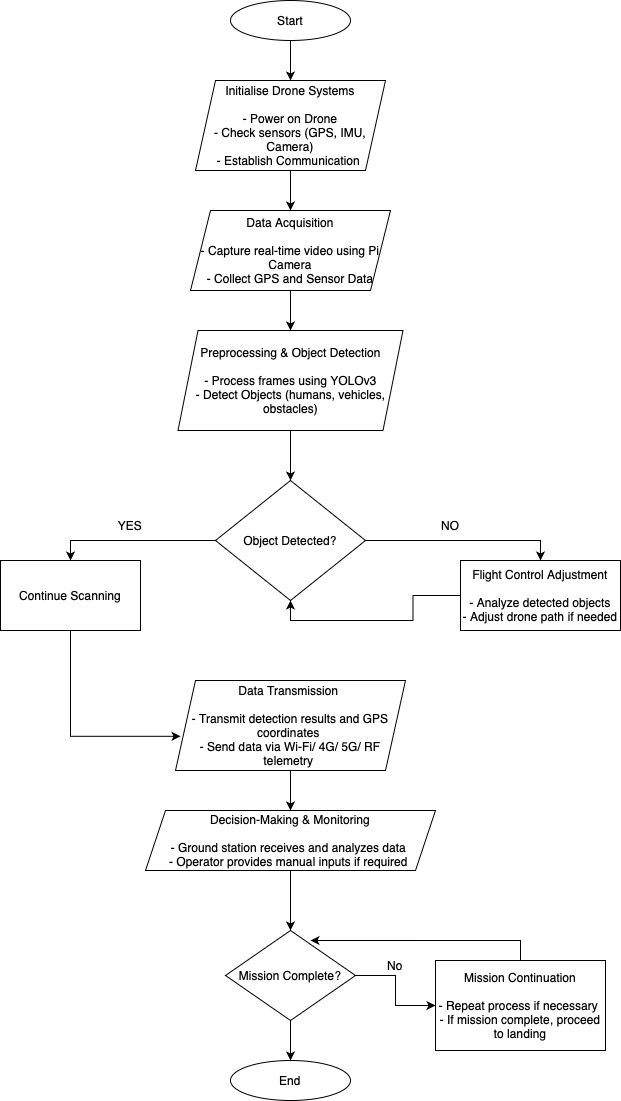 Start
Initialise Drone Systems
- Power on Drone
- Check sensors (GPS, IMU,
Camera)
- Establish Communication
Data Acquisition
- Capture real-time video using Pi
Camera
- Collect GPS and Sensor Data
Preprocessing & Object Detection
- Process frames using YOLOv3
- Detect Objects (humans, vehicles,
obstacles)
Object Detected?
YES
NO
Continue Scanning
Flight Control Adjustment
- Analyze detected objects
- Adjust drone path if needed
Data Transmission
- Transmit detection results and GPS
coordinates
- Send data via Wi-Fi/ 4G/ 5G/ RF
telemetry
Decision-Making & Monitoring
- Ground station receives and analyzes data
- Operator provides manual inputs if required
Mission Complete?
No
Mission Continuation
- Repeat process if necessary
- If mission complete, proceed
to landing
End